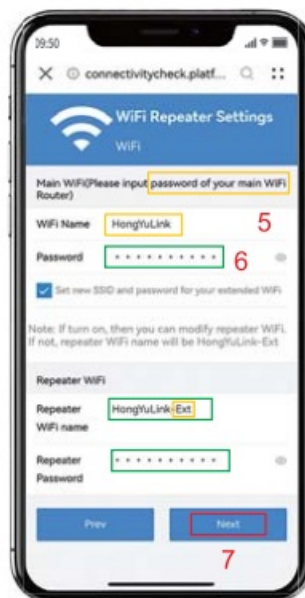 09:50
connectivitycheck.platf...
WiFi Repeater Settings
WiFi
Main WiFi(Please input password of your main WiFi
Router)
5
WiFi Name HongYuLink
Password * * * * * * * * * *
6
Set new SSID and password for your extended WiFi
Note: If turn on, then you can modify repeater WiFi.
If not, repeater WiFi name will be HongYuLink-Ext
Repeater WiFi
Repeater HongYuLink-Ext
WiFi name
Repeater * * * * * * * * * *
Password
Prev Next
7